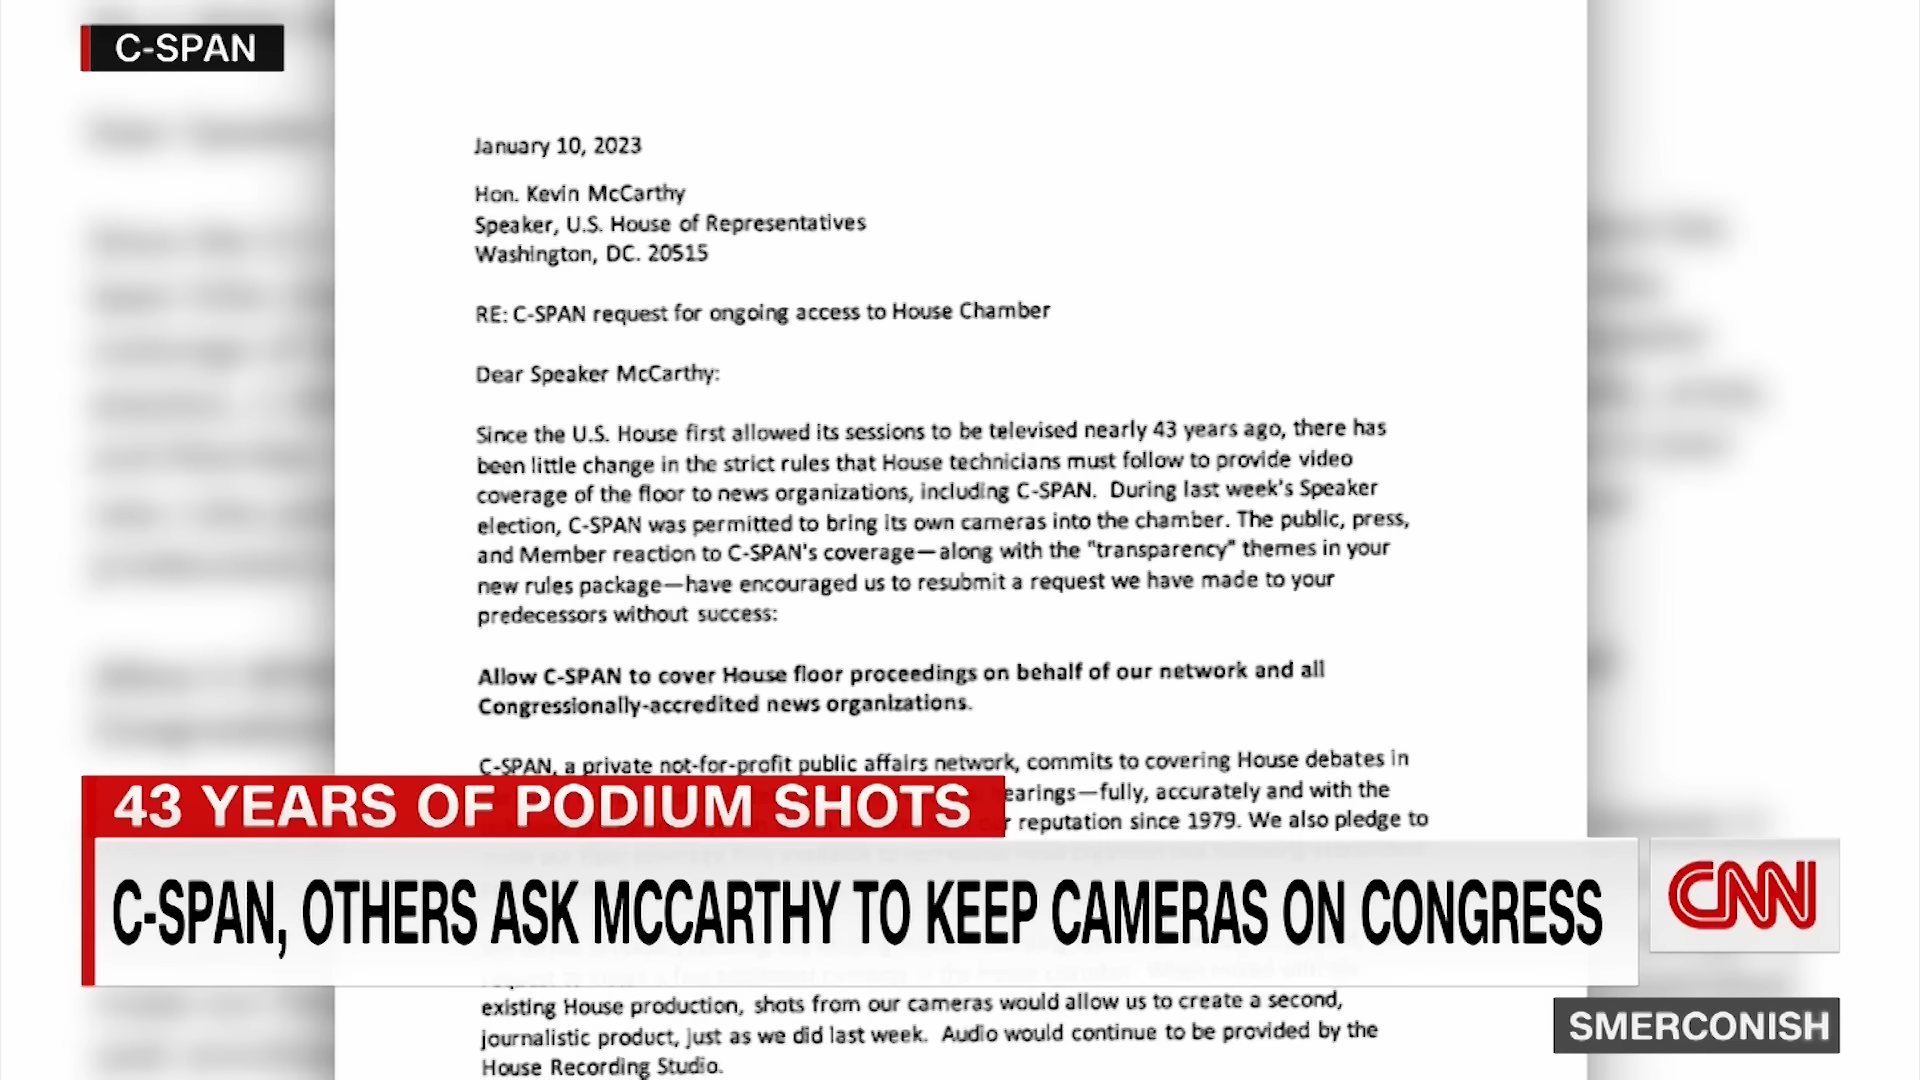 C-SPAN
January 10, 2023
Hon. Kevin McCarthy
Speaker, U.S. House of Representatives
Washington, DC. 20515
RE: C-SPAN request for ongoing access to House Chamber
Dear Speaker McCarthy:
Since the U.S. House first allowed its sessions to be televised nearly 43 years ago, there has
been little change in the strict rules that House technicians must follow to provide video
coverage of the floor to news organizations, including C-SPAN.  During last week's Speaker
election, C-SPAN was permitted to bring its own cameras into the chamber. The public, press,
and Member reaction to C-SPAN's coverage—along with the "transparency" themes in your
new rules package—have encouraged us to resubmit a request we have made to your
predecessors without success:
Allow C-SPAN to cover House floor proceedings on behalf of our network and all
Congressionally-accredited news organizations.
C-SPAN, a private not-for-profit public affairs network, commits to covering House debates in
earings—fully, accurately and with the
r reputation since 1979. We also pledge to
43 YEARS OF PODIUM SHOTS
C-SPAN, OTHERS ASK MCCARTHY TO KEEP CAMERAS ON CONGRESS
CNN
existing House production, shots from our cameras would allow us to create a second,
journalistic product, just as we did last week.  Audio would continue to be provided by the
House Recording Studio.
SMERCONISH